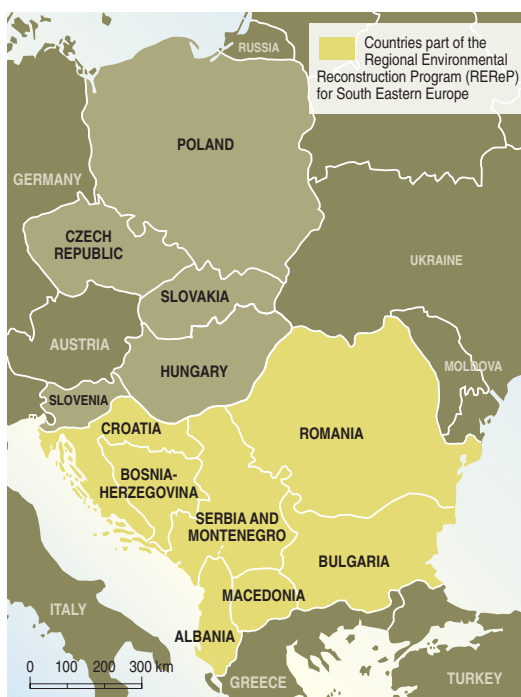 RUSSIA
Countries part of the
Regional Environmental
Reconstruction Program (REReP)
for South Eastern Europe
POLAND
GERMANY
CZECH
REPUBLIC
UKRAINE
SLOVAKIA
AUSTRIA
MOLDOVA
HUNGARY
SLOVENIA
CROATIA
ROMANIA
BOSNIA-
HERZEGOVINA
SERBIA AND
MONTENEGRO
BULGARIA
MACEDONIA
ITALY
ALBANIA
0 100 200 300 km
GREECE
TURKEY